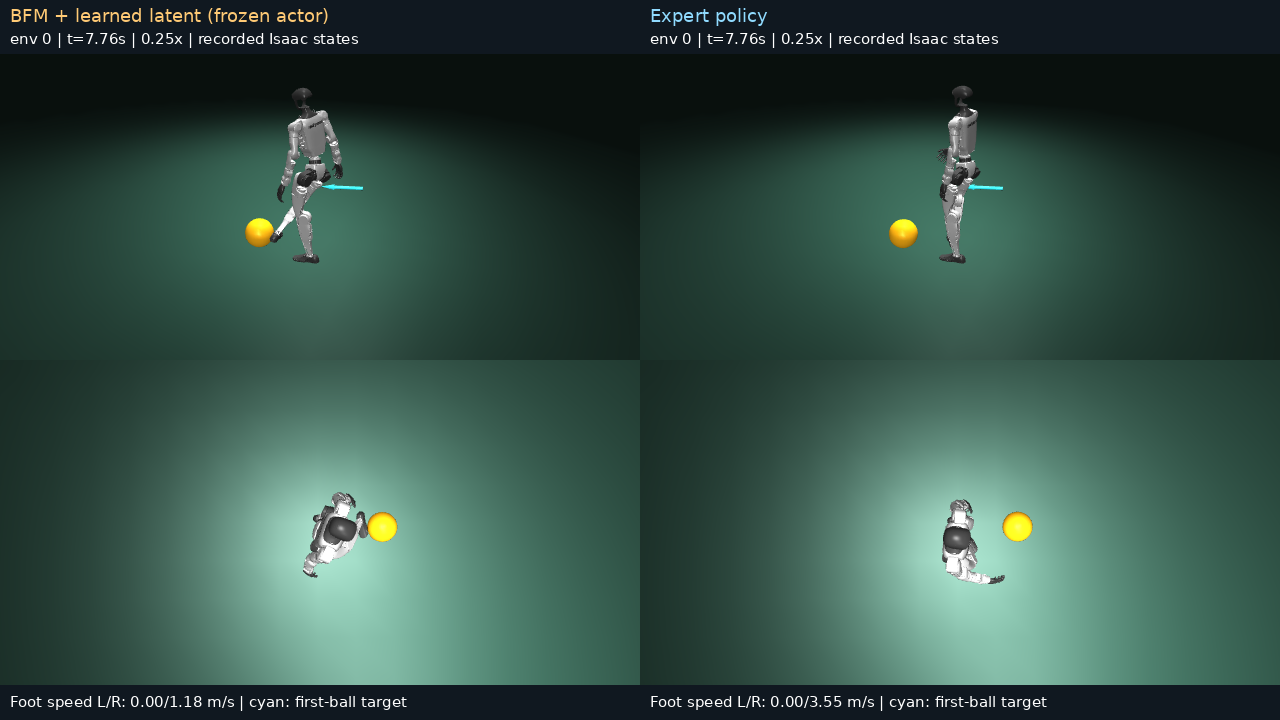 BFM + learned latent (frozen actor)
env 0 | t=7.76s | 0.25x | recorded Isaac states
Expert policy
env 0 | t=7.76s | 0.25x | recorded Isaac states
Foot speed L/R: 0.00/1.18 m/s | cyan: first-ball target
Foot speed L/R: 0.00/3.55 m/s | cyan: first-ball target